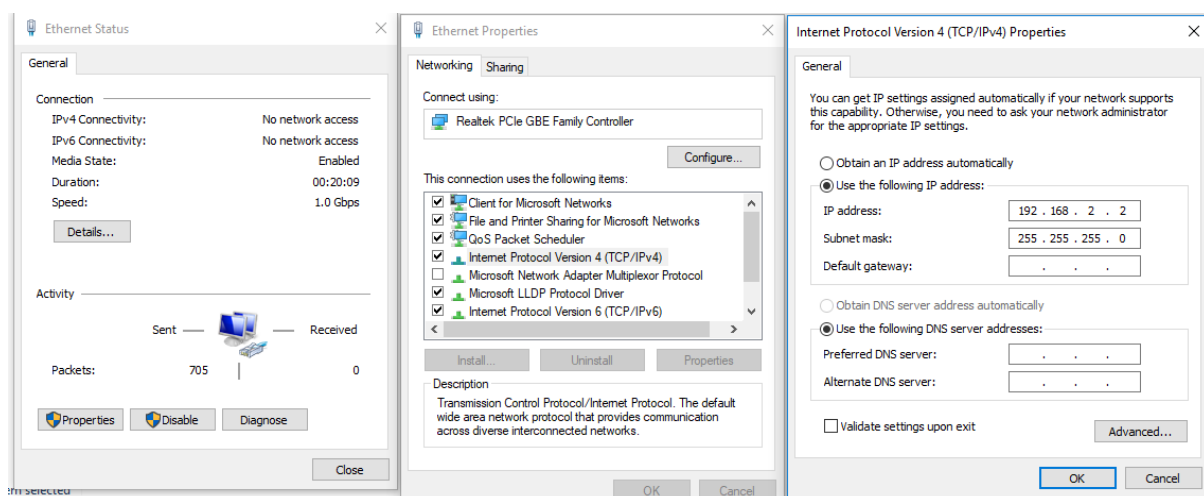 Ethernet Status
General
Connection
IPv4 Connectivity: No network access
IPv6 Connectivity: No network access
Media State: Enabled
Duration: 00:20:09
Speed: 1.0 Gbps
Details...
Activity
Sent — — Received
Packets: 705 0
Properties Disable Diagnose
Close
selected
Ethernet Properties
Networking Sharing
Connect using:
Realtek PCIe GBE Family Controller
Configure...
This connection uses the following items:
Client for Microsoft Networks
File and Printer Sharing for Microsoft Networks
QoS Packet Scheduler
Internet Protocol Version 4 (TCP/IPv4)
Microsoft Network Adapter Multiplexor Protocol
Microsoft LLDP Protocol Driver
Internet Protocol Version 6 (TCP/IPv6)
Install... Uninstall Properties
Description
Transmission Control Protocol/Internet Protocol. The default
wide area network protocol that provides communication
across diverse interconnected networks.
OK Cancel
Internet Protocol Version 4 (TCP/IPv4) Properties
General
You can get IP settings assigned automatically if your network supports
this capability. Otherwise, you need to ask your network administrator
for the appropriate IP settings.
Obtain an IP address automatically
Use the following IP address:
IP address: 192 . 168 . 2 . 2
Subnet mask: 255 . 255 . 255 . 0
Default gateway: . . .
Obtain DNS server address automatically
Use the following DNS server addresses:
Preferred DNS server: . . .
Alternate DNS server: . . .
Validate settings upon exit
Advanced...
OK Cancel